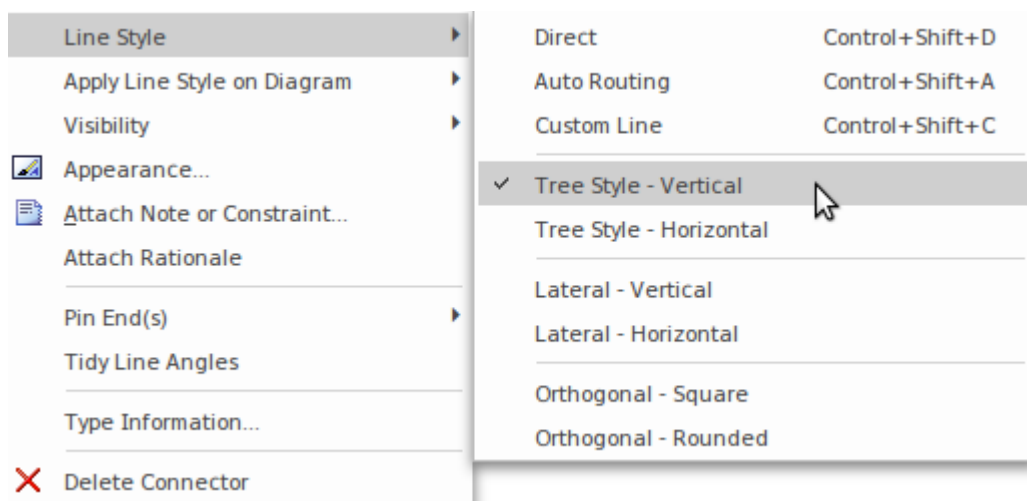 Line Style
Apply Line Style on Diagram
Visibility
Appearance...
Attach Note or Constraint...
Attach Rationale
Pin End(s)
Tidy Line Angles
Type Information...
Delete Connector
Direct Control+Shift+D
Auto Routing Control+Shift+A
Custom Line Control+Shift+C
Tree Style - Vertical
Tree Style - Horizontal
Lateral - Vertical
Lateral - Horizontal
Orthogonal - Square
Orthogonal - Rounded